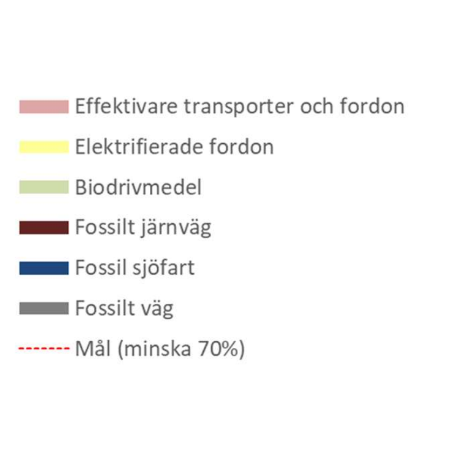 Effektivare transporter och fordon
Elektrifierade fordon
Biodrivmedel
Fossilt järnväg
Fossil sjöfart
Fossilt väg
Mål (minska 70%)